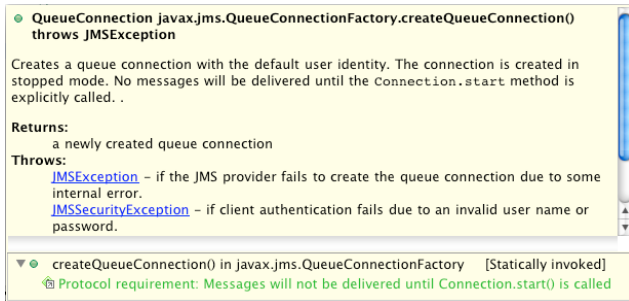 QueueConnection javax.jms.QueueConnectionFactory.createQueueConnection()
throws JMSException
Creates a queue connection with the default user identity. The connection is created in
stopped mode. No messages will be delivered until the Connection.start method is
explicitly called. .
Returns:
a newly created queue connection
Throws:
JMSException – if the JMS provider fails to create the queue connection due to some
internal error.
JMSSecurityException – if client authentication fails due to an invalid user name or
password.
createQueueConnection() in javax.jms.QueueConnectionFactory [Statically invoked]
Protocol requirement: Messages will not be delivered until Connection.start() is called